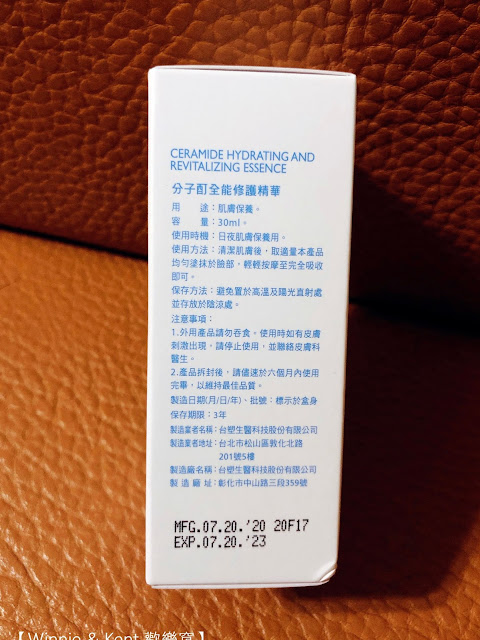 CERAMIDE HYDRATING AND
REVITALIZING ESSENCE
分子酊全能修護精華
用　　途：肌膚保養。
容　　量：30ml。
使用時機：日夜肌膚保養用。
使用方法：清潔肌膚後，取適量本產品
均勻塗抹於臉部，輕輕按摩至完全吸收
即可。
保存方法：避免置於高溫及陽光直射處
並存放於陰涼處。
注意事項：
1.外用產品請勿吞食。使用時如有皮膚
刺激出現，請停止使用，並聯絡皮膚科
醫生。
2.產品拆封後，請儘速於六個月內使用
完畢，以維持最佳品質。
製造日期(月/日/年)、批號：標示於盒身
保存期限：3年
製造業者名稱：台塑生醫科技股份有限公司
製造業者地址：台北市松山區敦化北路
201號5樓
製造廠名稱：台塑生醫科技股份有限公司
製造廠址：彰化市中山路三段359號
MFG.07.20.'20 20F17
EXP.07.20.'23
【Winnie & Kent 歡樂窩】